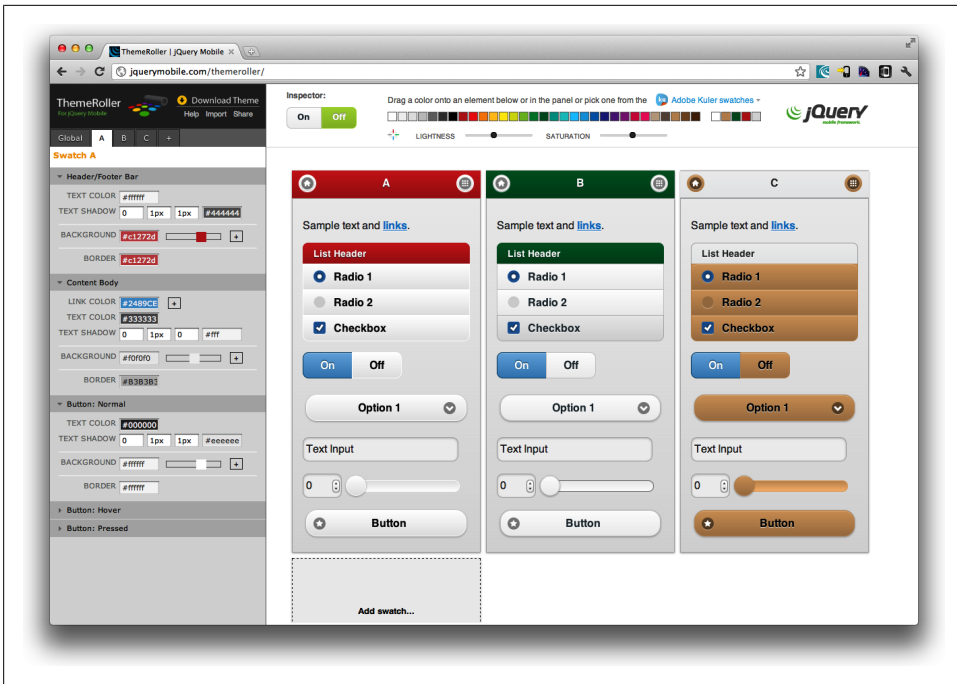 ThemeRoller | jQuery Mobile
jquerymobile.com/themeroller/
ThemeRoller
For jQuery Mobile
Download Theme
Help Import Share
Global A B C +
Swatch A
Header/Footer Bar
TEXT COLOR #ffffff
TEXT SHADOW 0 1px 1px #444444
BACKGROUND #c1272d +
BORDER #c1272d
Content Body
LINK COLOR #2489CE +
TEXT COLOR #333333
TEXT SHADOW 0 1px 0 #fff
BACKGROUND #f0f0f0 +
BORDER #B3B3B3
Button: Normal
TEXT COLOR #000000
TEXT SHADOW 0 1px 1px #eeeeee
BACKGROUND #ffffff +
BORDER #ffffff
Button: Hover
Button: Pressed
Inspector:
On Off
Drag a color onto an element below or in the panel or pick one from the ku Adobe Kuler swatches
LIGHTNESS SATURATION
jQuery
mobile framework
A
Sample text and links.
List Header
Radio 1
Radio 2
Checkbox
On Off
Option 1
Text Input
0
Button
B
Sample text and links.
List Header
Radio 1
Radio 2
Checkbox
On Off
Option 1
Text Input
0
Button
C
Sample text and links.
List Header
Radio 1
Radio 2
Checkbox
On Off
Option 1
Text Input
0
Button
Add swatch...